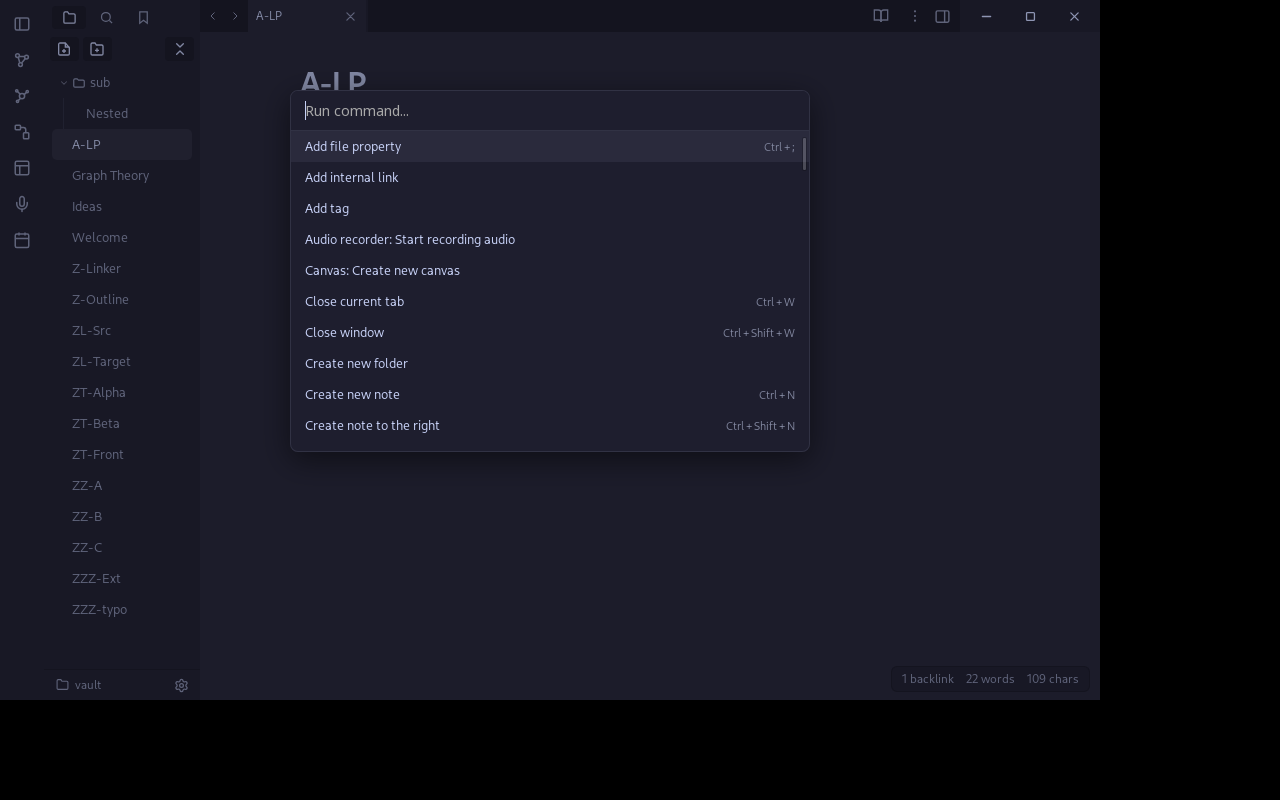 A-LP
sub
Nested
A-LP
Graph Theory
Ideas
Welcome
Z-Linker
Z-Outline
ZL-Src
ZL-Target
ZT-Alpha
ZT-Beta
ZT-Front
ZZ-A
ZZ-B
ZZ-C
ZZZ-Ext
ZZZ-typo
vault
A-LP
Run command...
Add file property Ctrl + ;
Add internal link
Add tag
Audio recorder: Start recording audio
Canvas: Create new canvas
Close current tab Ctrl + W
Close window Ctrl + Shift + W
Create new folder
Create new note Ctrl + N
Create note to the right Ctrl + Shift + N
1 backlink 22 words 109 chars